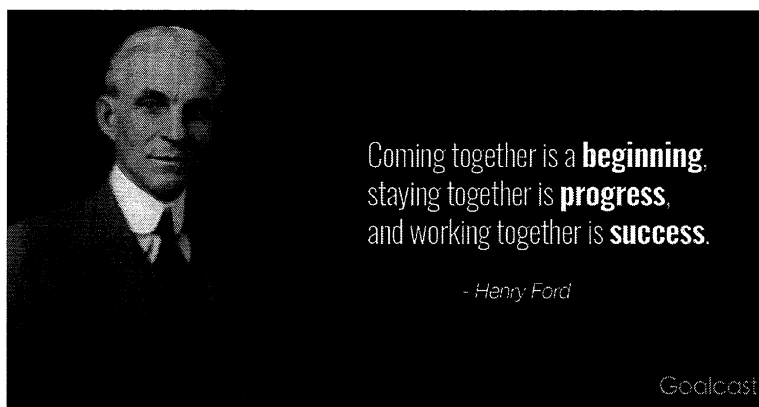 Coming together is a beginning,
staying together is progress,
and working together is success.
- Henry Ford
Goalcast